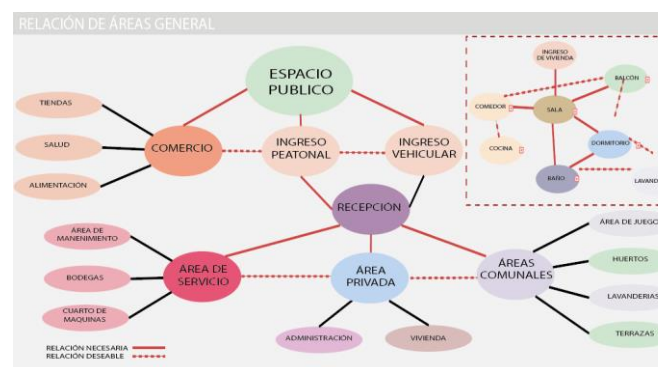 RELACIÓN DE ÁREAS GENERAL
ESPACIO
PUBLICO
TIENDAS
SALUD
ALIMENTACIÓN
COMERCIO
INGRESO
PEATONAL
INGRESO
VEHICULAR
INGRESO
DE VIVIENDA
BALCÓN
COMEDOR
SALA
COCINA
DORMITORIO
BAÑO
LAVAND
RECEPCIÓN
ÁREA DE
MANENIMIENTO
BODEGAS
CUARTO DE
MAQUINAS
ÁREA DE
SERVICIO
ÁREA
PRIVADA
ÁREAS
COMUNALES
ÁREA DE JUEGO
HUERTOS
LAVANDERIAS
TERRAZAS
ADMINISTRACIÓN
VIVIENDA
RELACIÓN NECESARIA
RELACIÓN DESEABLE